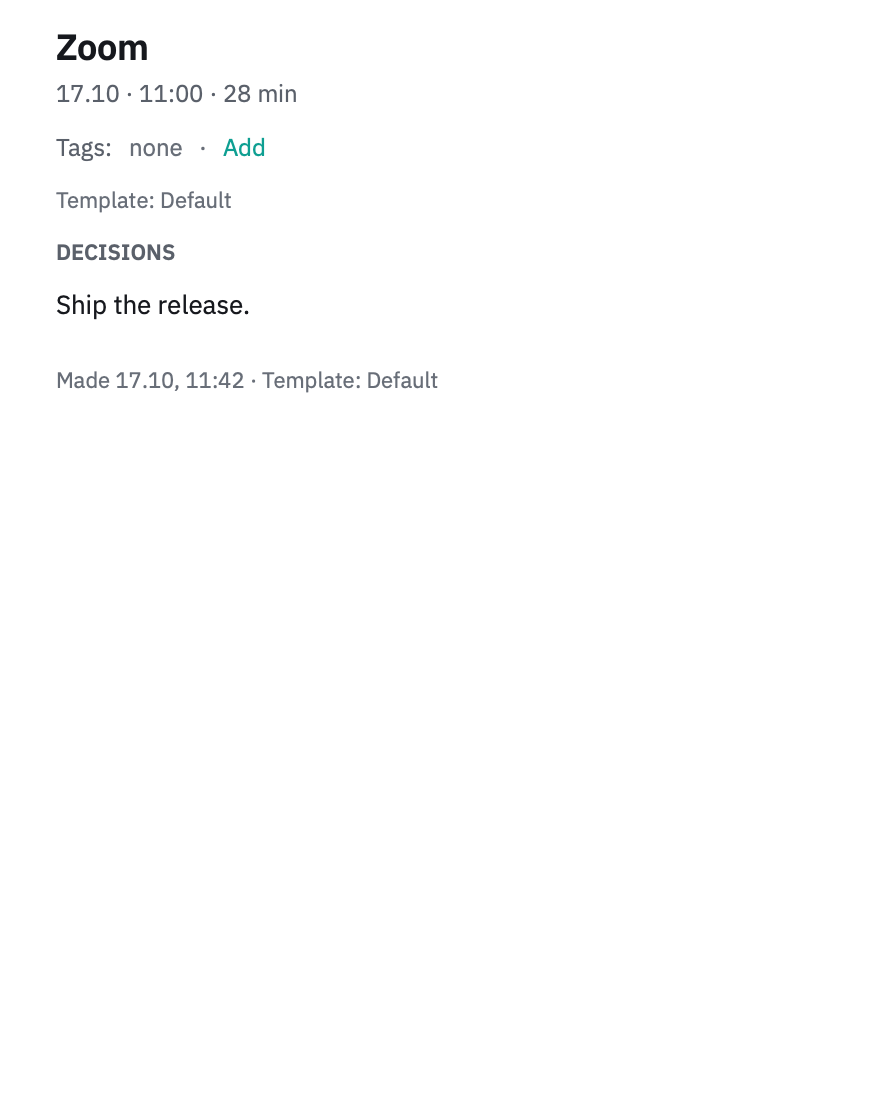 Zoom
17.10 · 11:00 · 28 min
Tags: none · Add
Template: Default
DECISIONS
Ship the release.
Made 17.10, 11:42 · Template: Default